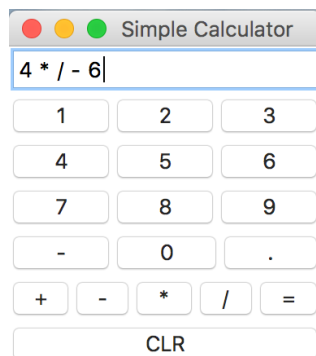 Simple Calculator
4 * / - 6
1 2 3
4 5 6
7 8 9
- 0 .
+ - * / =
CLR